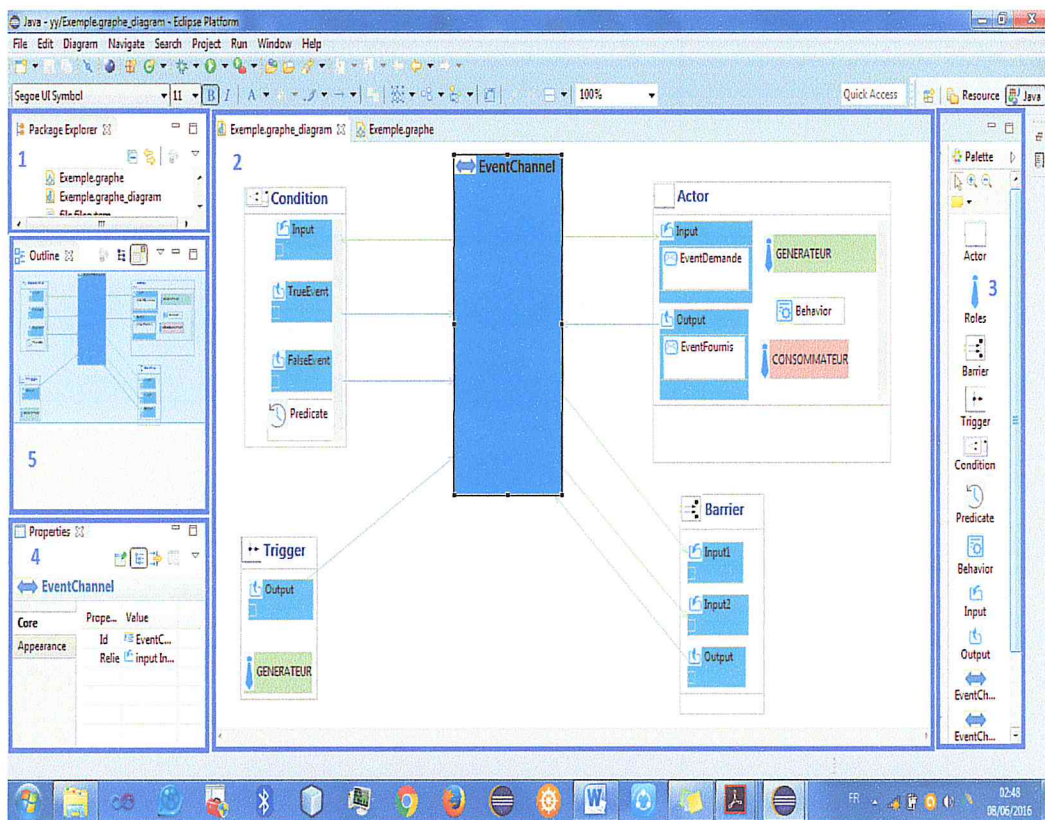 Java - yy/Exemple.graphe_diagram - Eclipse Platform
File Edit Diagram Navigate Search Project Run Window Help
Segoe UI Symbol 11 B I A 100% Quick Access Resource Java
Package Explorer
1
Exemple.graphe
Exemple.graphe_diagram
Outline
5
Properties
4
EventChannel
Core
Appearance
Prope... Value
Id EventC...
Relie input In...
Exemple.graphe_diagram Exemple.graphe
2
EventChannel
Condition
Input
TrueEvent
FalseEvent
Predicate
Actor
Input
EventDemande
GENERATEUR
Behavior
Output
EventFournis
CONSOMMATEUR
Trigger
Output
GENERATEUR
Barrier
Input1
Input2
Output
Palette
3
Actor
Roles
Barrier
Trigger
Condition
Predicate
Behavior
Input
Output
EventCh...
EventCh...
FR
02:48
08/06/2016